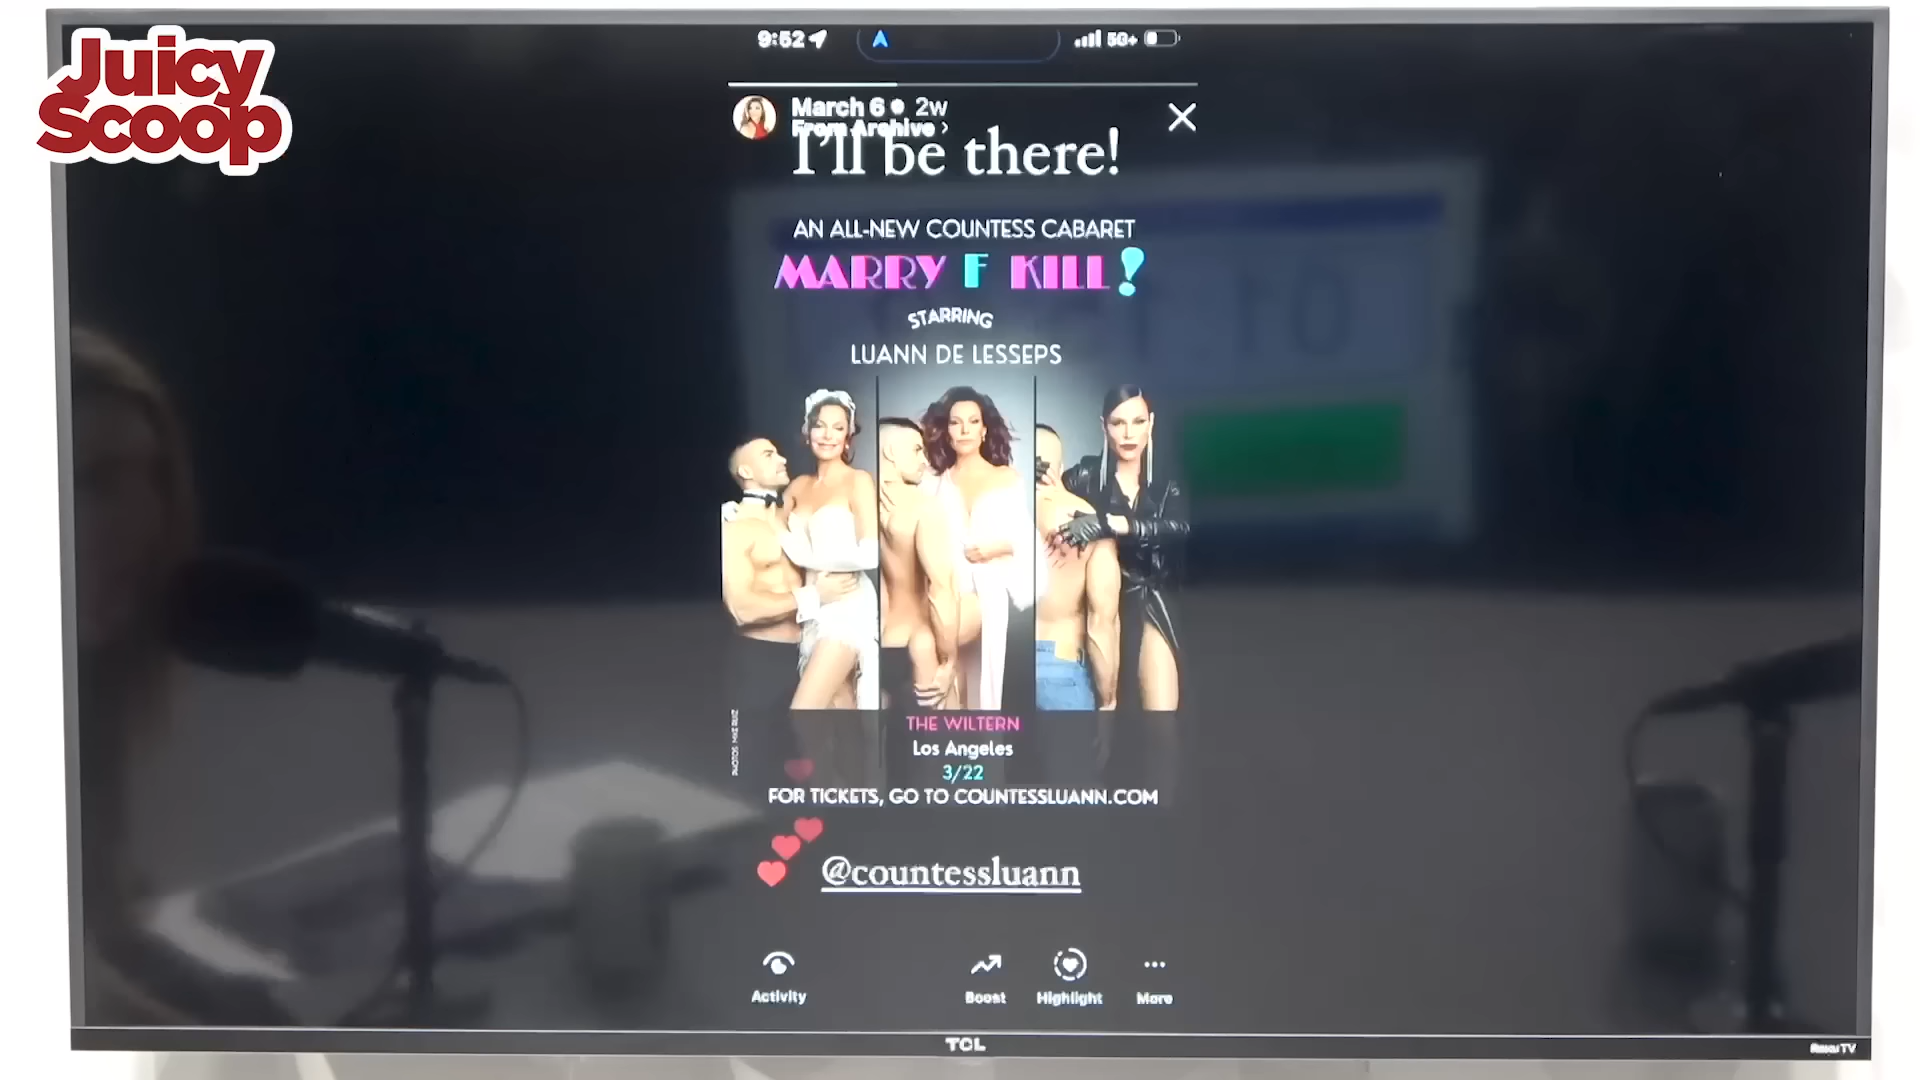 Juicy
Scoop
9:52
5G+
March 6 • 2w
From Archive ›
I'll be there!
AN ALL-NEW COUNTESS CABARET
MARRY F KILL!
STARRING
LUANN DE LESSEPS
THE WILTERN
Los Angeles
3/22
FOR TICKETS, GO TO COUNTESSLUANN.COM
@countessluann
Activity
Boost
Highlight
More
TCL
Roku TV